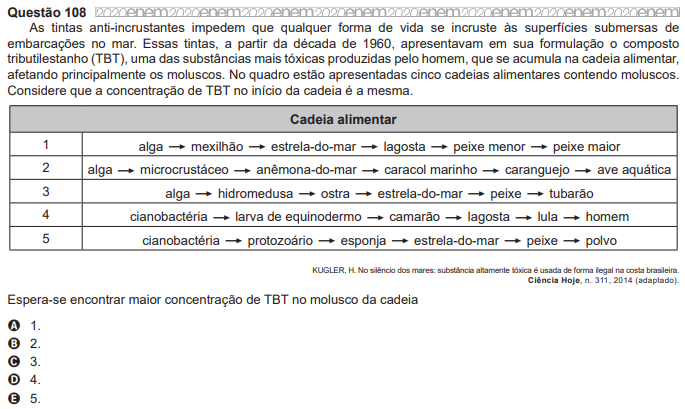 Questão 108 2020enem2020enem2020enem2020enem2020enem2020enem2020enem2020enem2020enem
As tintas anti-incrustantes impedem que qualquer forma de vida se incruste às superfícies submersas de
embarcações no mar. Essas tintas, a partir da década de 1960, apresentavam em sua formulação o composto
tributilestanho (TBT), uma das substâncias mais tóxicas produzidas pelo homem, que se acumula na cadeia alimentar,
afetando principalmente os moluscos. No quadro estão apresentadas cinco cadeias alimentares contendo moluscos.
Considere que a concentração de TBT no início da cadeia é a mesma.
Cadeia alimentar
1 alga → mexilhão → estrela-do-mar → lagosta → peixe menor → peixe maior
2 alga → microcrustáceo → anêmona-do-mar → caracol marinho → caranguejo → ave aquática
3 alga → hidromedusa → ostra → estrela-do-mar → peixe → tubarão
4 cianobactéria → larva de equinodermo → camarão → lagosta → lula → homem
5 cianobactéria → protozoário → esponja → estrela-do-mar → peixe → polvo
KUGLER, H. No silêncio dos mares: substância altamente tóxica é usada de forma ilegal na costa brasileira.
Ciência Hoje, n. 311, 2014 (adaptado).
Espera-se encontrar maior concentração de TBT no molusco da cadeia
A 1.
B 2.
C 3.
D 4.
E 5.